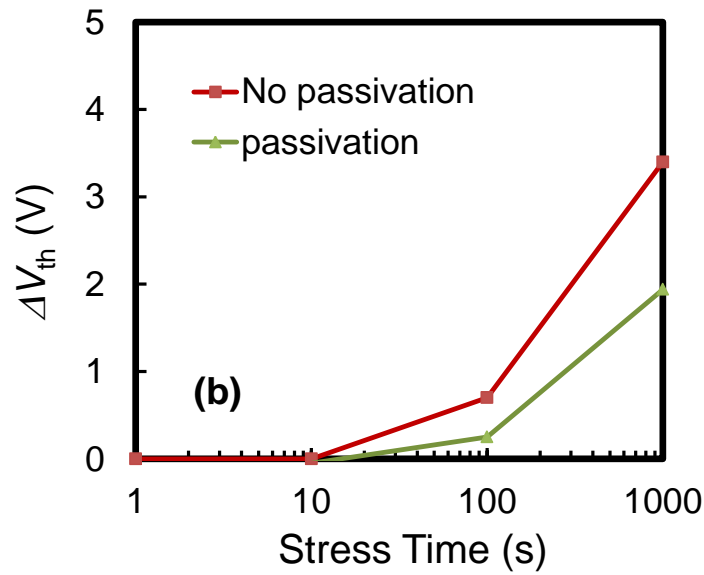 5
No passivation
4
passivation
3
ΔVth (V)
2
1
(b)
0
1 10 100 1000
Stress Time (s)